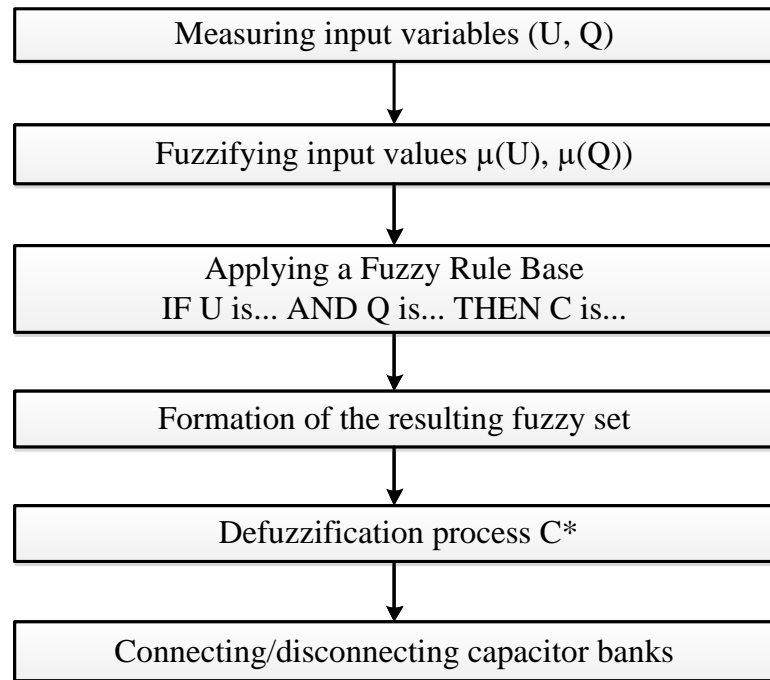 Measuring input variables (U, Q)
Fuzzifying input values µ(U), µ(Q))
Applying a Fuzzy Rule Base
IF U is... AND Q is... THEN C is...
Formation of the resulting fuzzy set
Defuzzification process C*
Connecting/disconnecting capacitor banks